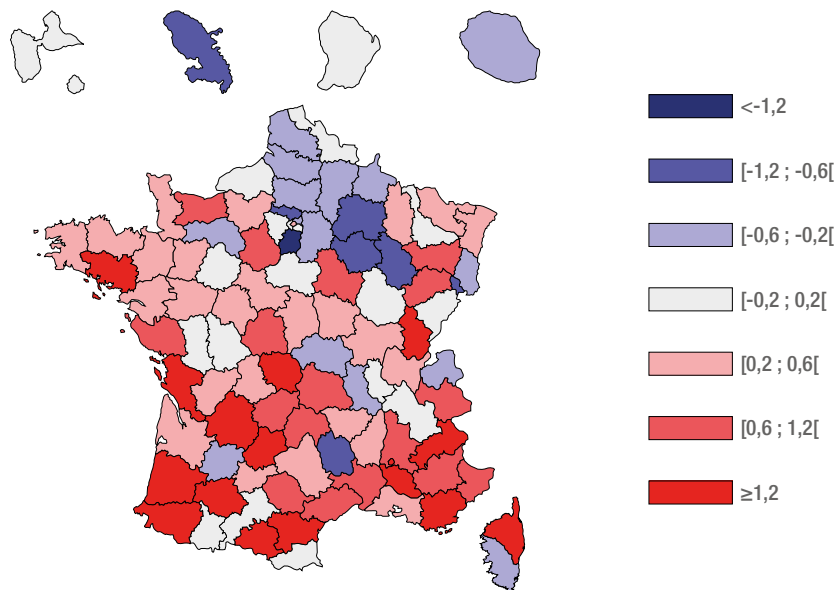 <-1,2
[-1,2 ; -0,6[
[-0,6 ; -0,2[
[-0,2 ; 0,2[
[0,2 ; 0,6[
[0,6 ; 1,2[
≥1,2